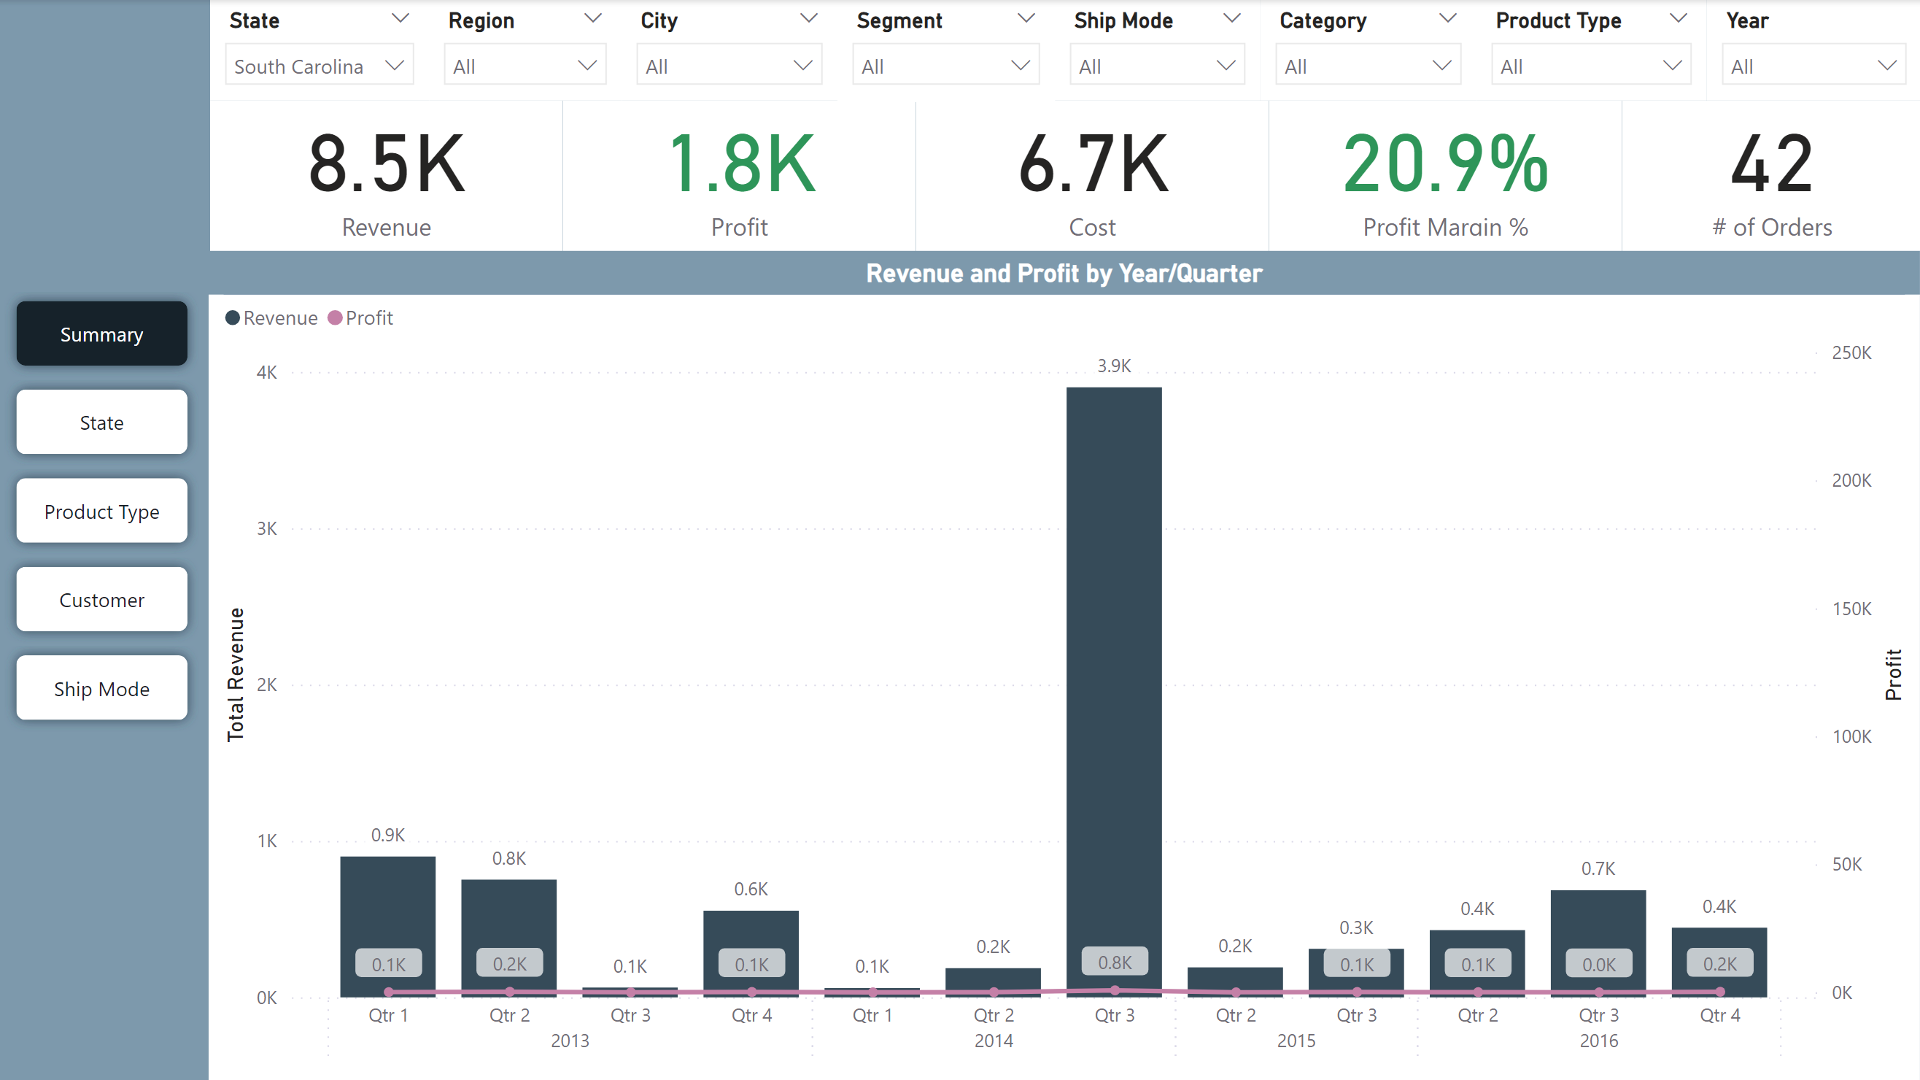 State Region City Segment Ship Mode Category Product Type Year
South Carolina All All All All All All All
8.5K 1.8K 6.7K 20.9% 42
Revenue Profit Cost Profit Margin % # of Orders
Revenue and Profit by Year/Quarter
Summary
State
Product Type
Customer
Ship Mode
Revenue Profit
Total Revenue
4K
3K
2K
1K
0K
0.9K 0.8K 0.1K 0.6K 0.1K 0.2K 3.9K 0.2K 0.3K 0.4K 0.7K 0.4K
0.1K 0.2K 0.1K 0.8K 0.1K 0.1K 0.0K 0.2K
250K
200K
150K
100K
50K
0K
Profit
Qtr 1 Qtr 2 Qtr 3 Qtr 4 Qtr 1 Qtr 2 Qtr 3 Qtr 2 Qtr 3 Qtr 2 Qtr 3 Qtr 4
2013 2014 2015 2016